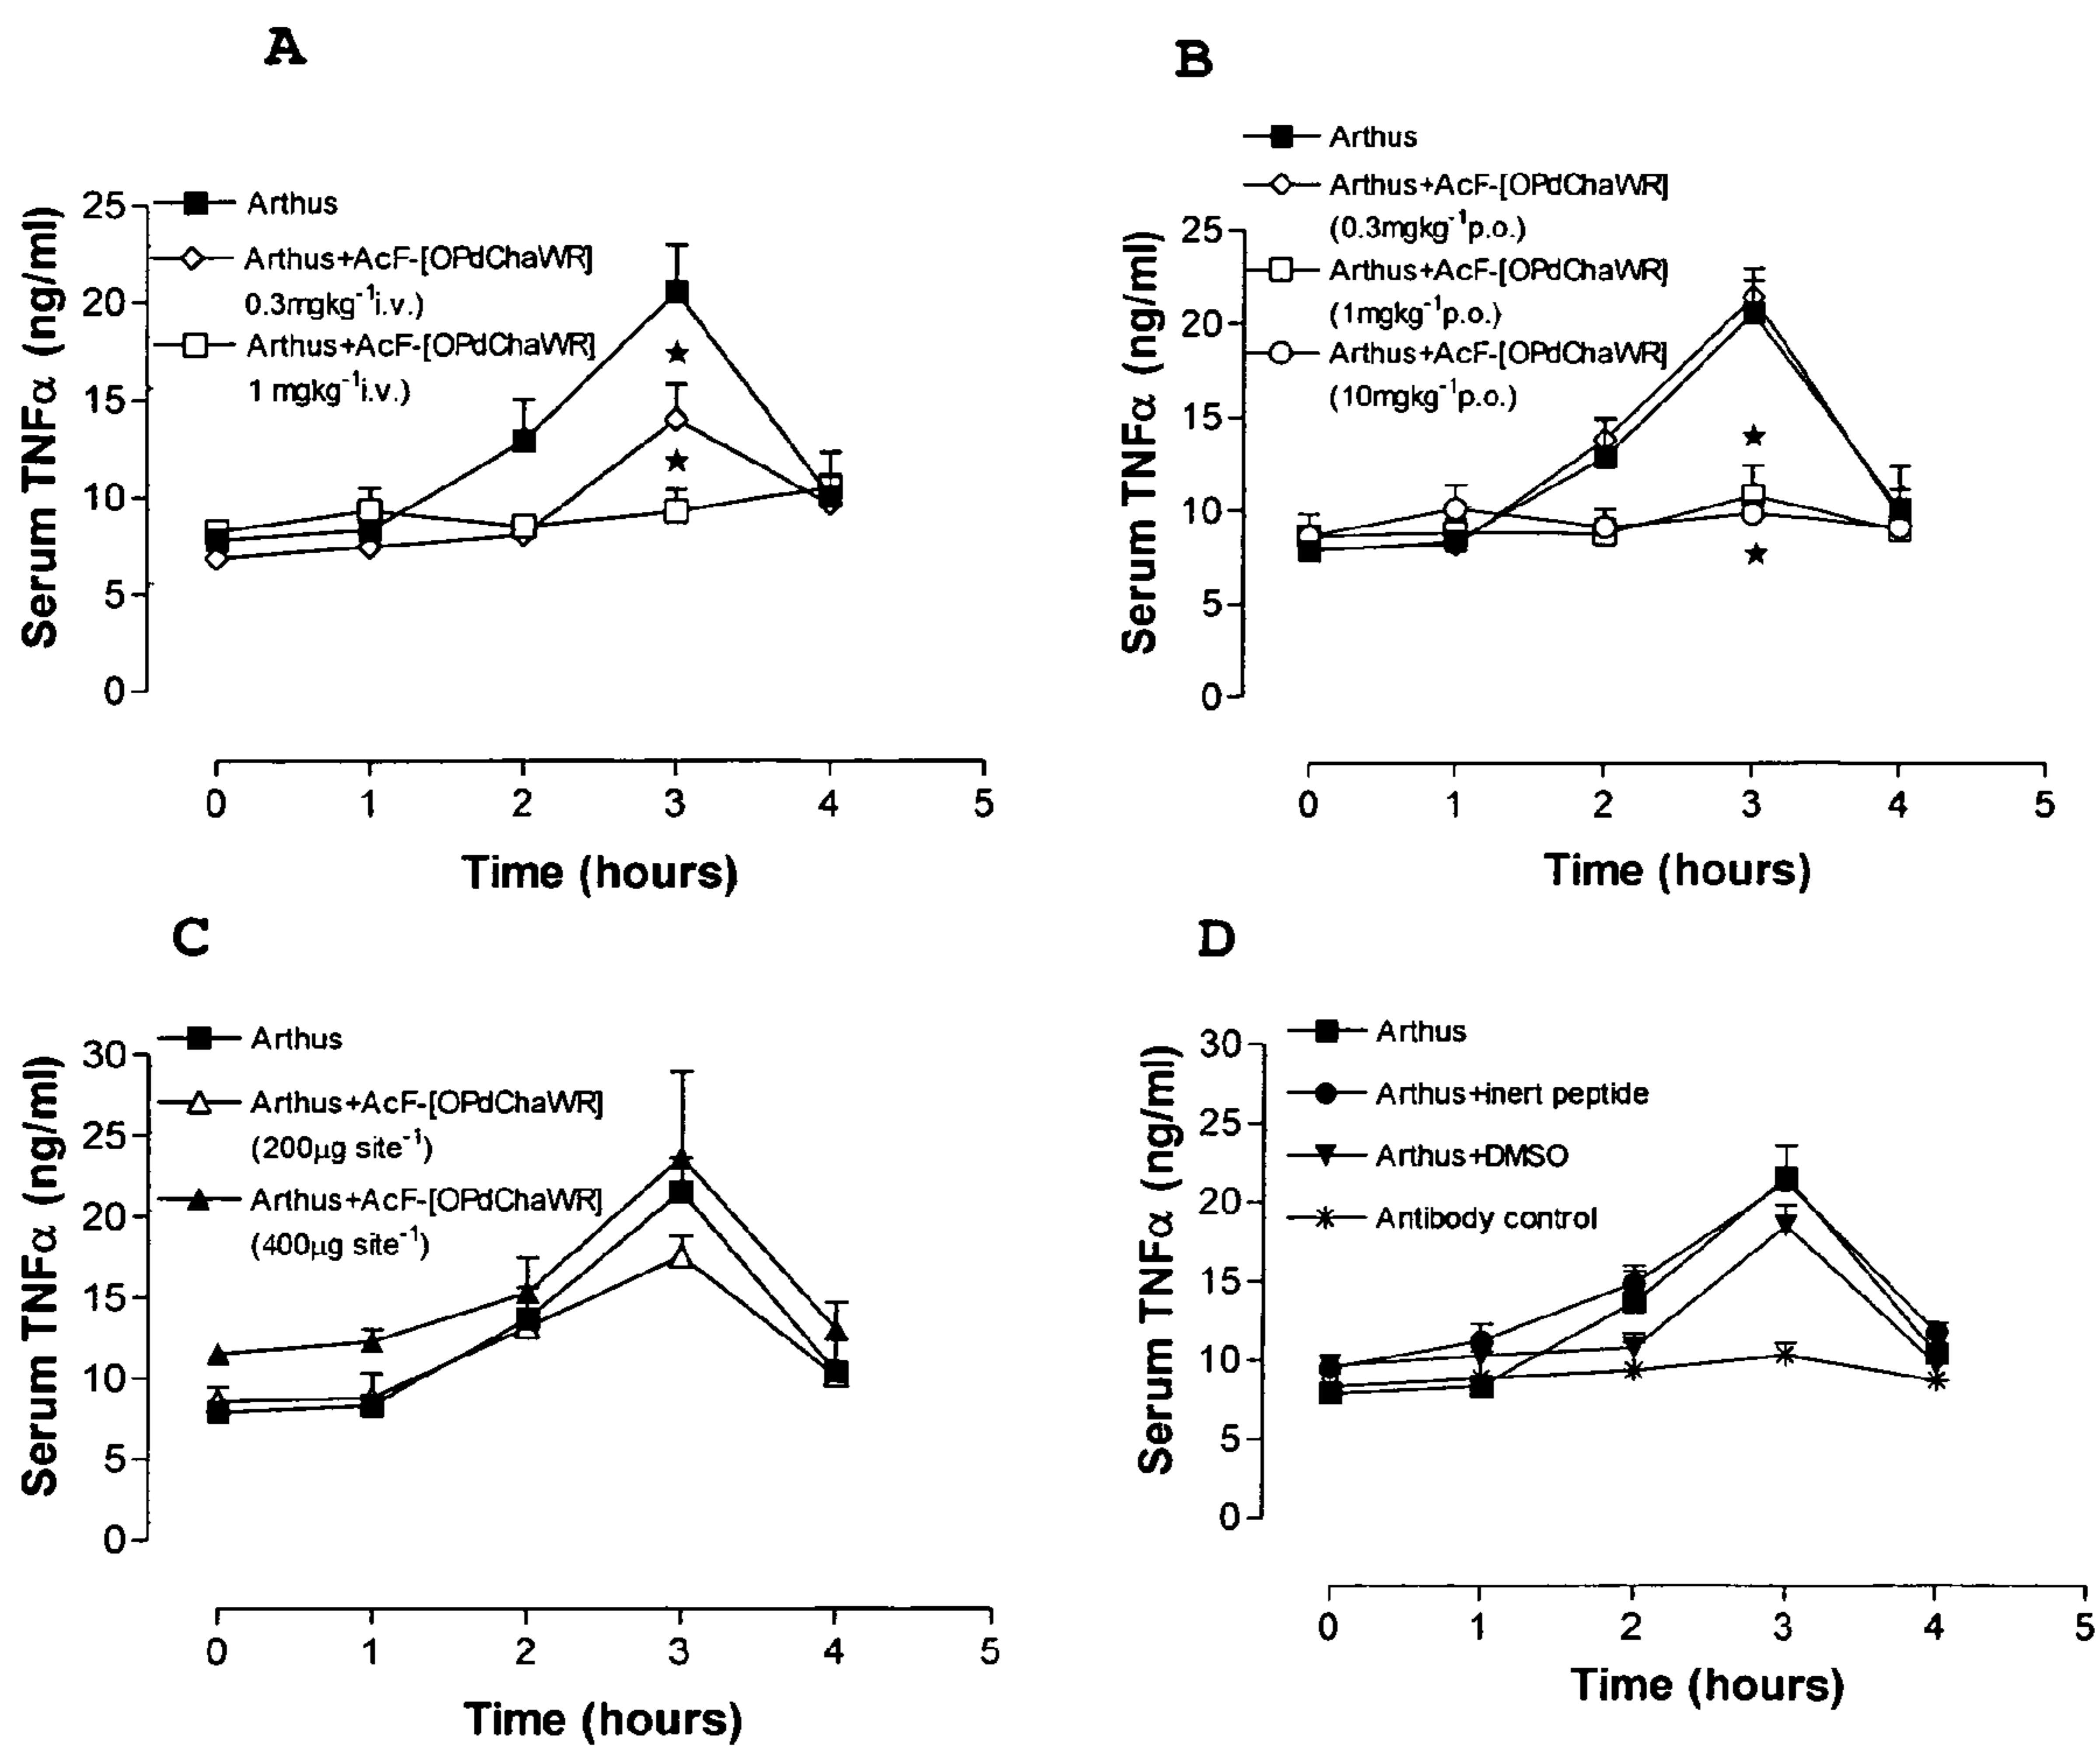 A
Arthus
Arthus+AcF-[OPdChaWR]
0.3mgkg⁻¹i.v.)
Arthus+AcF-[OPdChaWR]
1 mgkg⁻¹i.v.)
Serum TNFα (ng/ml)
25
20
15
10
5
0
0 1 2 3 4 5
Time (hours)
B
Arthus
Arthus+AcF-[OPdChaWR]
(0.3mgkg⁻¹p.o.)
Arthus+AcF-[OPdChaWR]
(1mgkg⁻¹p.o.)
Arthus+AcF-[OPdChaWR]
(10mgkg⁻¹p.o.)
Serum TNFα (ng/ml)
25
20
15
10
5
0
0 1 2 3 4 5
Time (hours)
C
Arthus
Arthus+AcF-[OPdChaWR]
(200μg site⁻¹)
Arthus+AcF-[OPdChaWR]
(400μg site⁻¹)
Serum TNFα (ng/ml)
30
25
20
15
10
5
0
0 1 2 3 4 5
Time (hours)
D
Arthus
Arthus+inert peptide
Arthus+DMSO
Antibody control
Serum TNFα (ng/ml)
30
25
20
15
10
5
0
0 1 2 3 4 5
Time (hours)